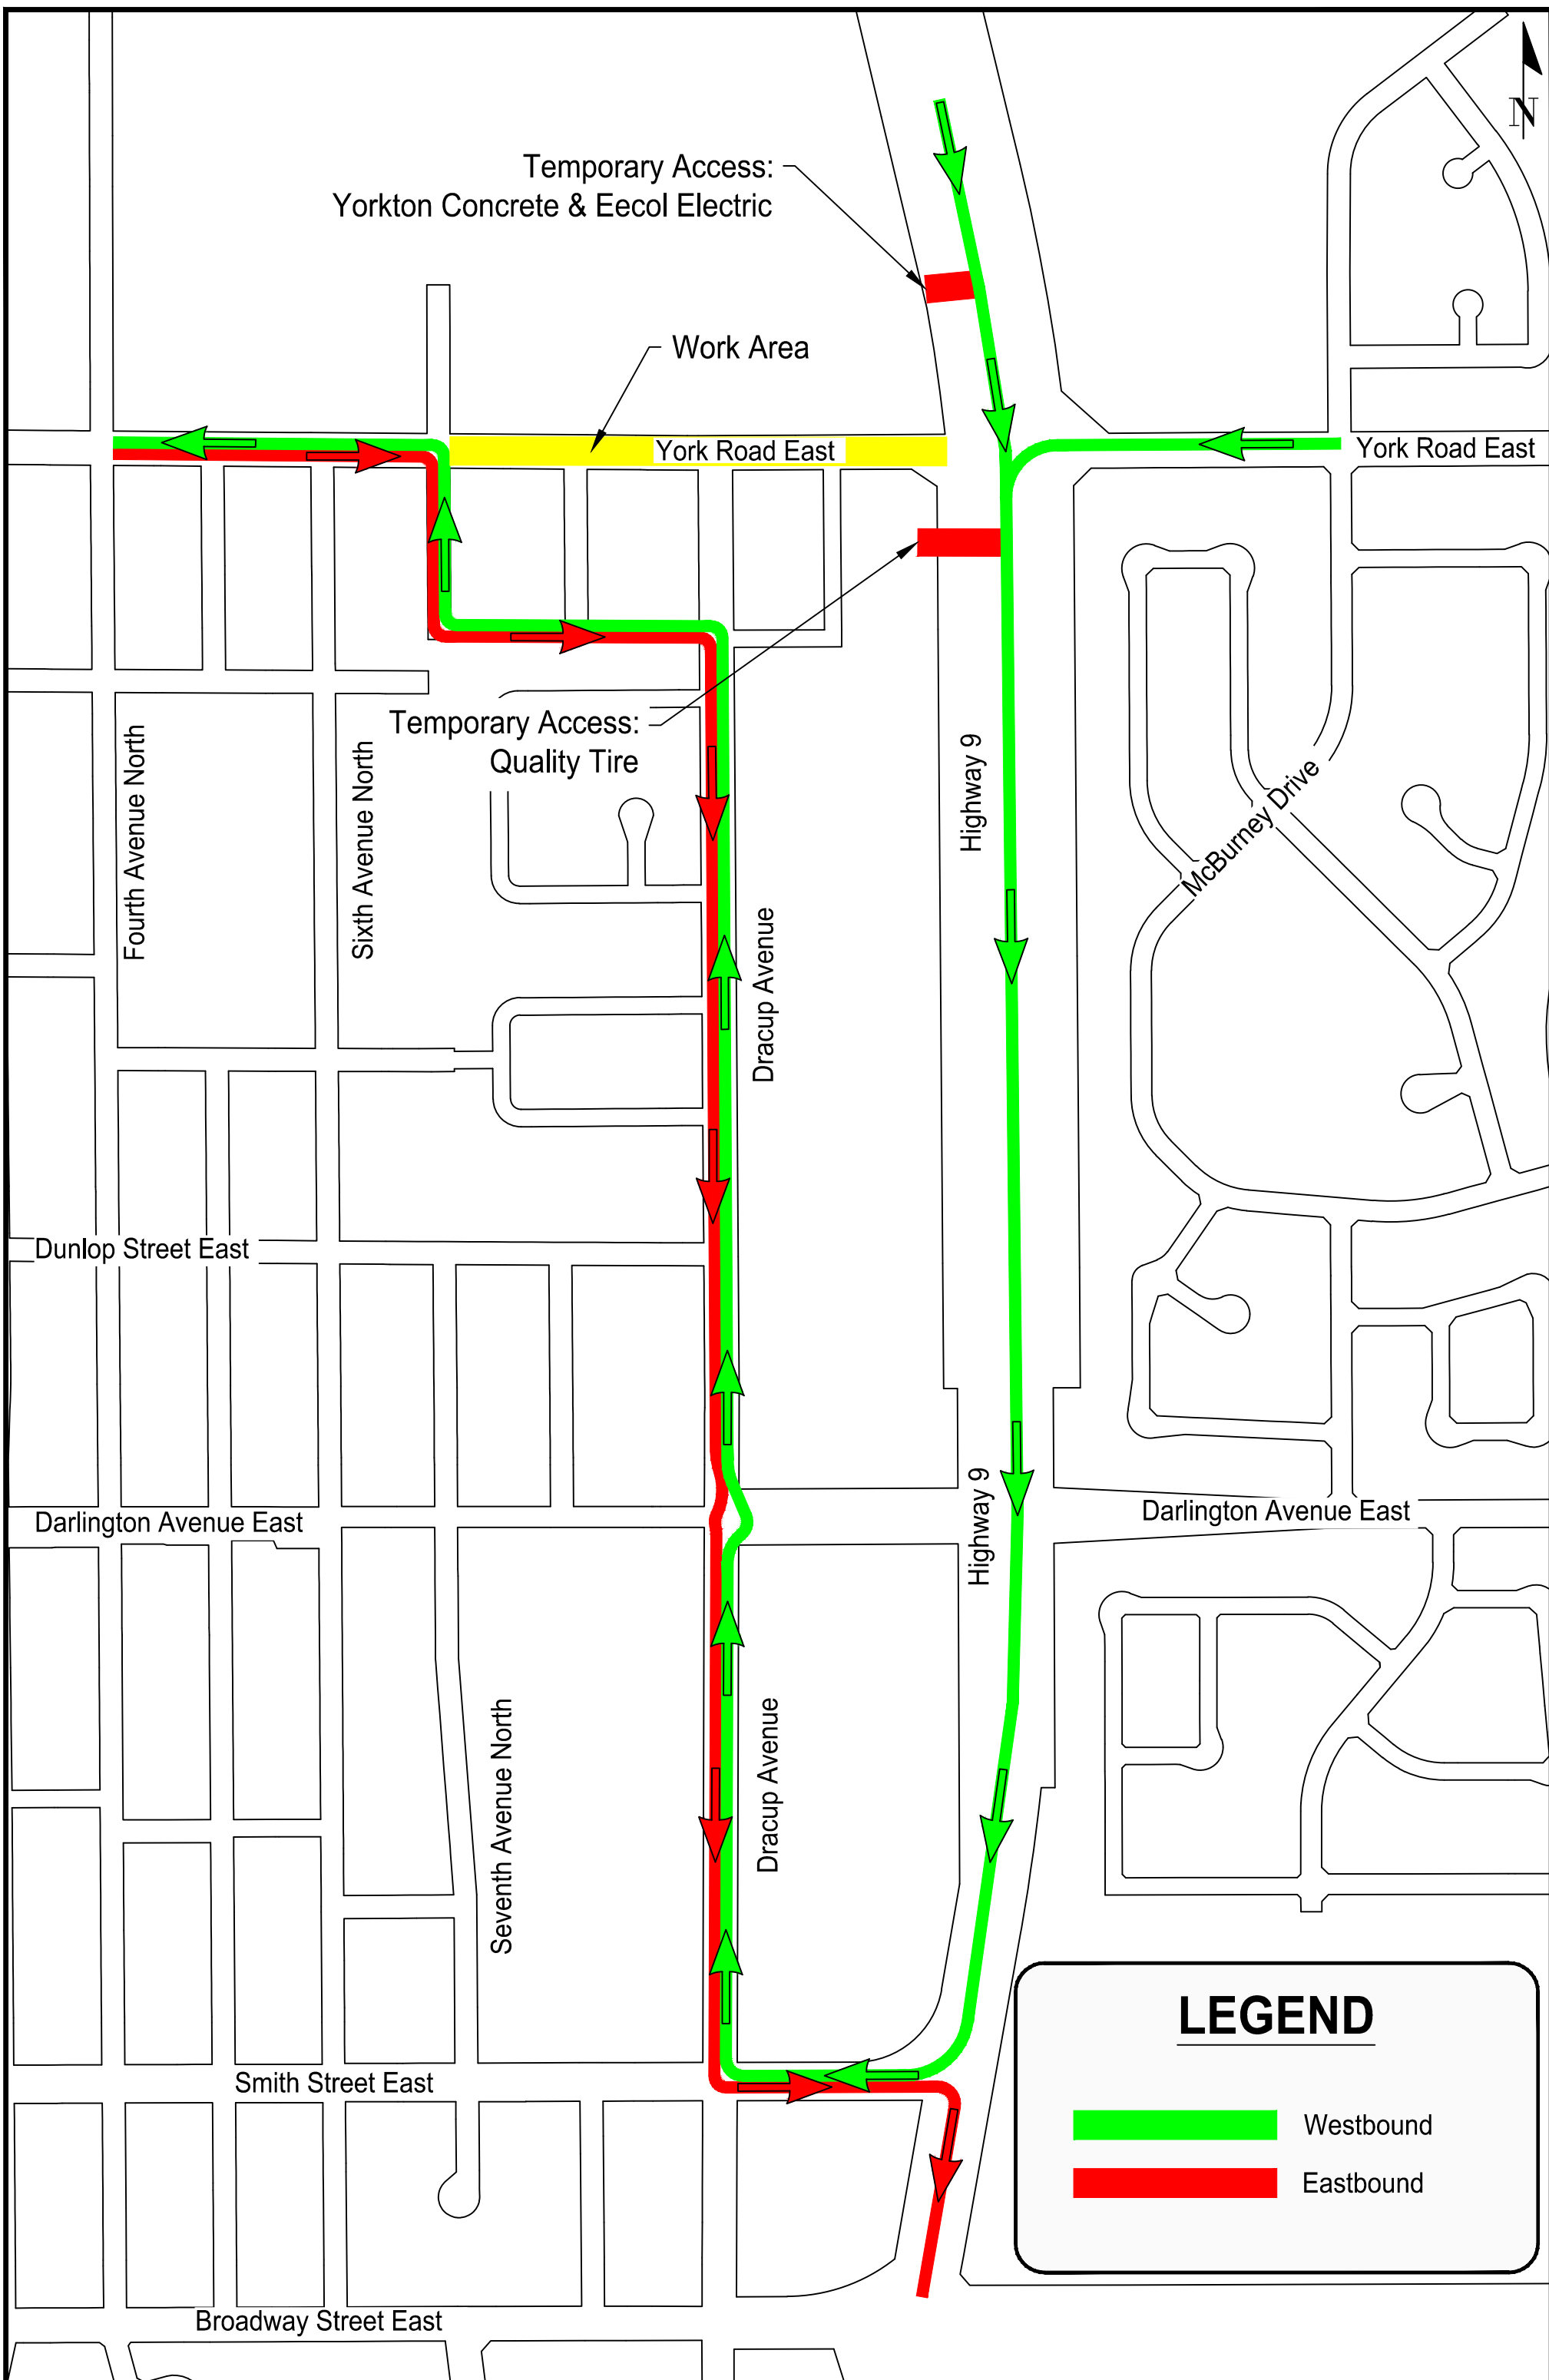 N
Temporary Access:
Yorkton Concrete & Eecol Electric
Work Area
York Road East
York Road East
Temporary Access:
Quality Tire
Fourth Avenue North
Sixth Avenue North
Highway 9
McBurney Drive
Dracup Avenue
Dunlop Street East
Darlington Avenue East
Highway 9
Darlington Avenue East
Seventh Avenue North
Dracup Avenue
Smith Street East
LEGEND
Westbound
Eastbound
Broadway Street East